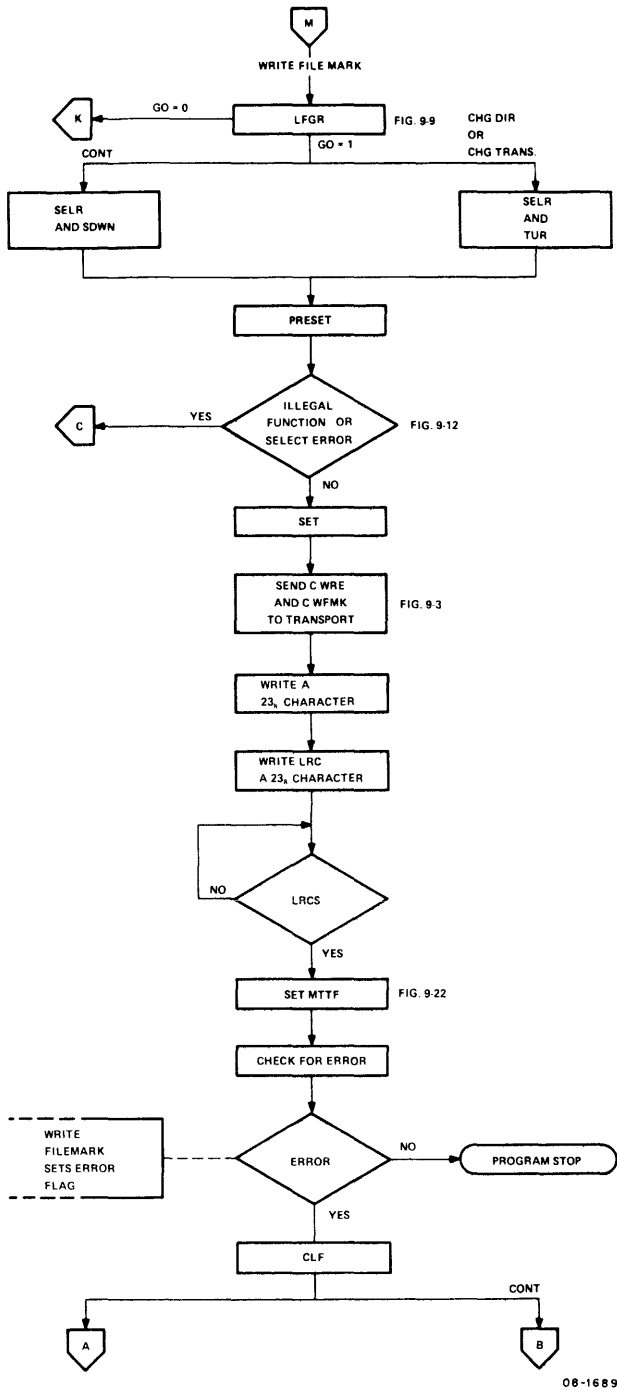 M
WRITE FILE MARK
K
GO = 0
LFGR
FIG. 9-9
CHG DIR
OR
CHG TRANS.
CONT
GO = 1
SELR
AND SDWN
SELR
AND
TUR
PRESET
C
YES
ILLEGAL
FUNCTION OR
SELECT ERROR
FIG. 9-12
NO
SET
SEND C WRE
AND C WFMK
TO TRANSPORT
FIG. 9-3
WRITE A
23₈ CHARACTER
WRITE LRC
A 23₈ CHARACTER
NO
LRCS
YES
SET MTTF
FIG. 9-22
CHECK FOR ERROR
WRITE
FILEMARK
SETS ERROR
FLAG
ERROR
NO
PROGRAM STOP
YES
CLF
CONT
A
B
08-1689